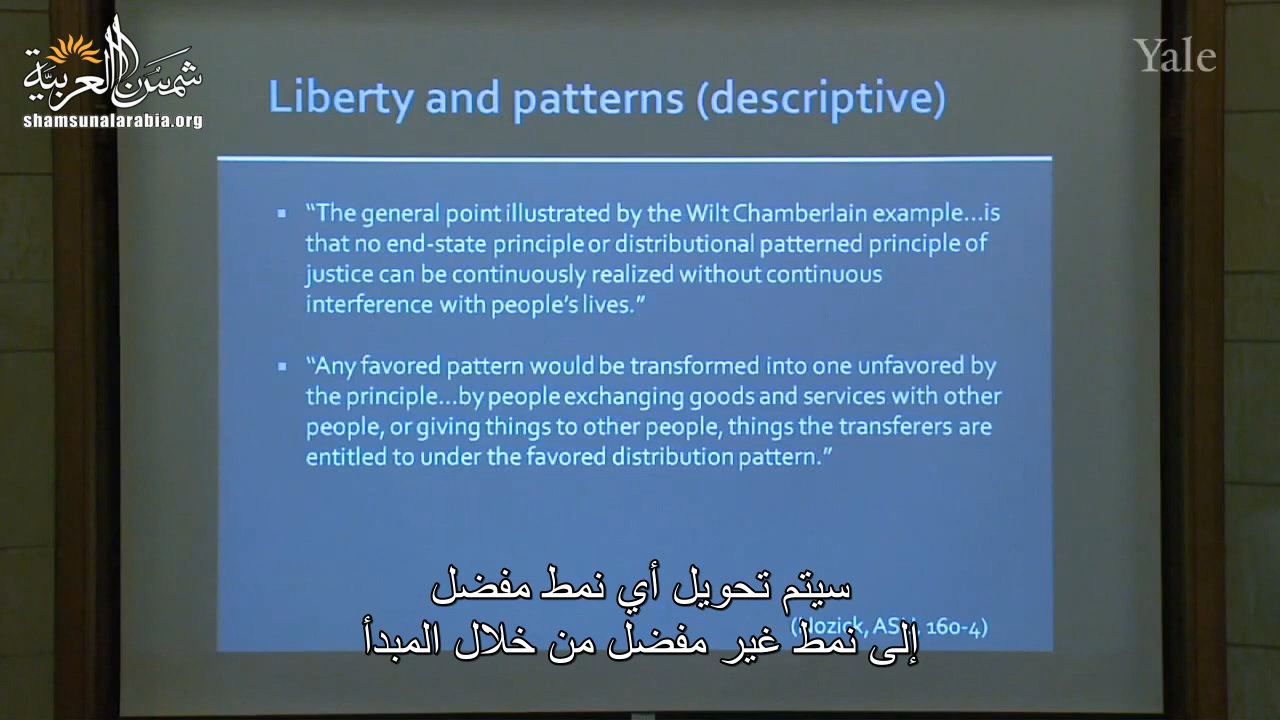 شمس العربية
shamsunalarabia.org
Yale
Liberty and patterns (descriptive)
▪ “The general point illustrated by the Wilt Chamberlain example…is
that no end-state principle or distributional patterned principle of
justice can be continuously realized without continuous
interference with people’s lives.”
▪ “Any favored pattern would be transformed into one unfavored by
the principle…by people exchanging goods and services with other
people, or giving things to other people, things the transferers are
entitled to under the favored distribution pattern.”
(Nozick, 160-4)
سيتم تحويل أي نمط مفضل
إلى نمط غير مفضل من خلال المبدأ